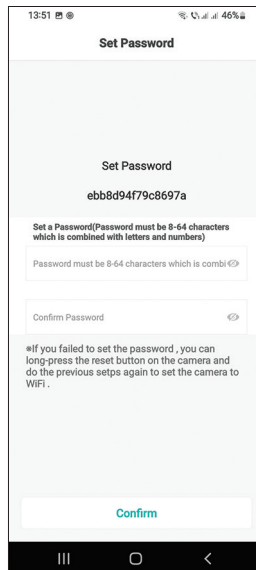 13:51
46%
Set Password
Set Password
ebb8d94f79c8697a
Set a Password(Password must be 8-64 characters
which is combined with letters and numbers)
Password must be 8-64 characters which is combi
Confirm Password
※If you failed to set the password , you can
long-press the reset button on the camera and
do the previous setps again to set the camera to
WiFi .
Confirm